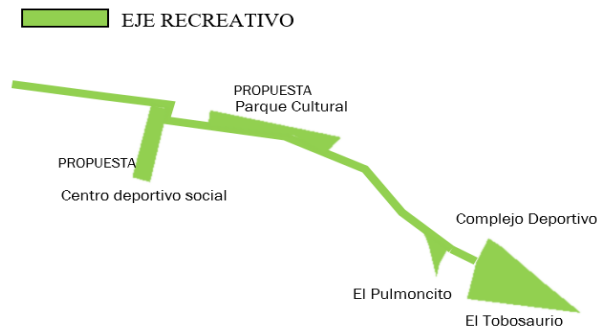 EJE RECREATIVO
PROPUESTA
Parque Cultural
PROPUESTA
Centro deportivo social
Complejo Deportivo
El Pulmoncito
El Tobosaurio